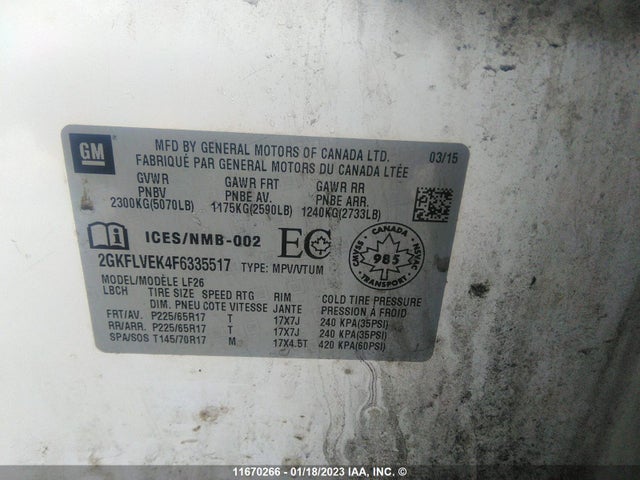 GM
MFD BY GENERAL MOTORS OF CANADA LTD. 03/15
FABRIQUÉ PAR GENERAL MOTORS DU CANADA LTÉE
GVWR GAWR FRT GAWR RR
PNBV PNBE AV. PNBE ARR.
2300KG(5070LB) 1175KG(2590LB) 1240KG(2733LB)
ICES/NMB-002 EC
CMVSS NSVAC
985
TRANSPORT
2GKFLVEK4F6335517 TYPE: MPV/VTUM
MODEL/MODÈLE LF26
LBCH TIRE SIZE SPEED RTG RIM COLD TIRE PRESSURE
DIM. PNEU COTE VITESSE JANTE PRESSION À FROID
FRT/AV. P225/65R17 T 17X7J 240 KPA(35PSI)
RR/ARR. P225/65R17 T 17X7J 240 KPA(35PSI)
SPA/SOS T145/70R17 M 17X4.5T 420 KPA(60PSI)
11670266 - 01/18/2023 IAA, INC. ©